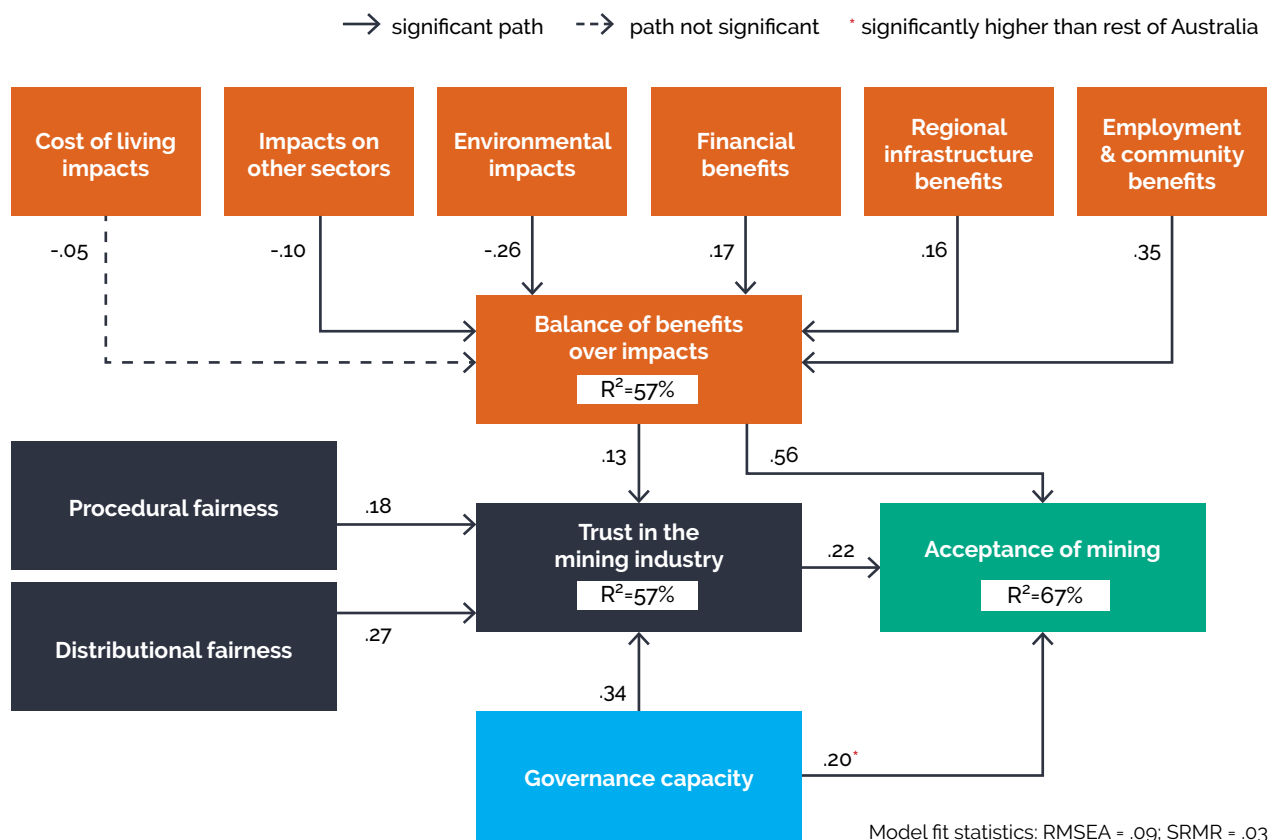 significant path
path not significant
* significantly higher than rest of Australia
Cost of living
impacts
Impacts on
other sectors
Environmental
impacts
Financial
benefits
Regional
infrastructure
benefits
Employment
& community
benefits
-.05
-.10
-.26
.17
.16
.35
Balance of benefits
over impacts
R²=57%
.13
.56
Procedural fairness
.18
Trust in the
mining industry
R²=57%
.22
Acceptance of mining
R²=67%
Distributional fairness
.27
.34
Governance capacity
.20*
Model fit statistics: RMSEA = .09; SRMR = .03